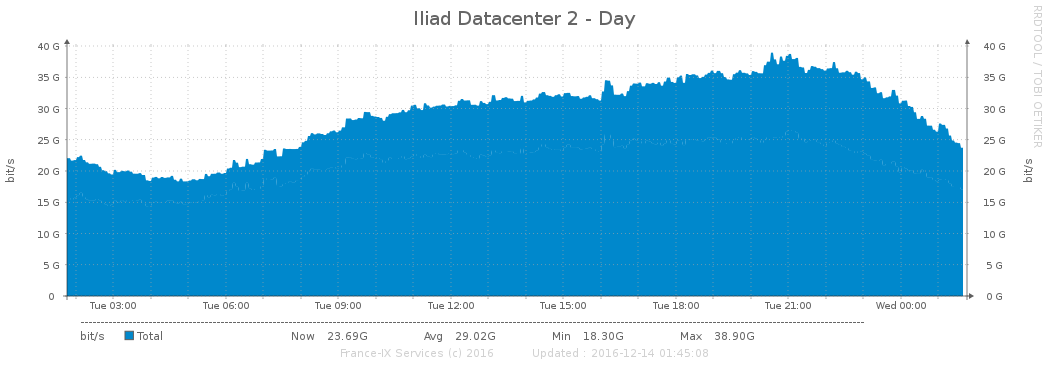 Iliad Datacenter 2 - Day
RRDTOOL / TOBI OETIKER
bit/s
bit/s
40 G 40 G
35 G 35 G
30 G 30 G
25 G 25 G
20 G 20 G
15 G 15 G
10 G 10 G
5 G 5 G
0 0 G
Tue 03:00 Tue 06:00 Tue 09:00 Tue 12:00 Tue 15:00 Tue 18:00 Tue 21:00 Wed 00:00
bit/s Total Now 23.69G Avg 29.02G Min 18.30G Max 38.90G
France-IX Services (c) 2016 Updated : 2016-12-14 01:45:08